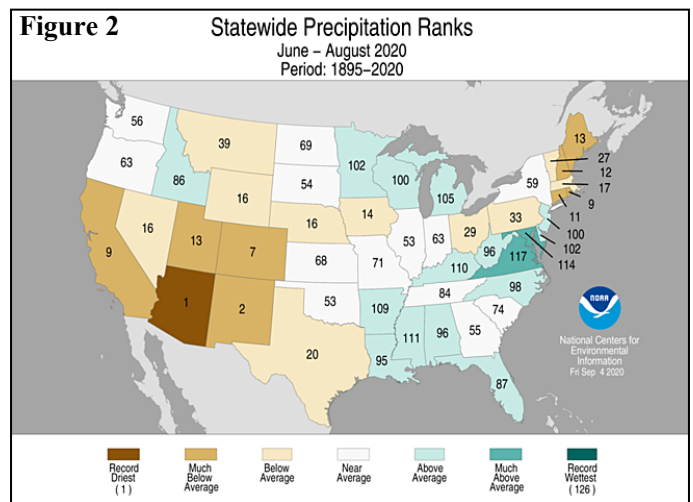 Figure 2
Statewide Precipitation Ranks
June – August 2020
Period: 1895–2020
56
39
69
102
13
63
86
54
100
105
59
27
12
17
9
11
16
16
14
29
33
100
102
114
9
16
13
7
68
71
53
63
96
117
110
1
2
53
109
84
98
74
20
95
111
96
55
87
NOAA
National Centers for
Environmental
Information
Fri Sep 4 2020
Record
Driest
( 1 )
Much
Below
Average
Below
Average
Near
Average
Above
Average
Much
Above
Average
Record
Wettest
( 126 )